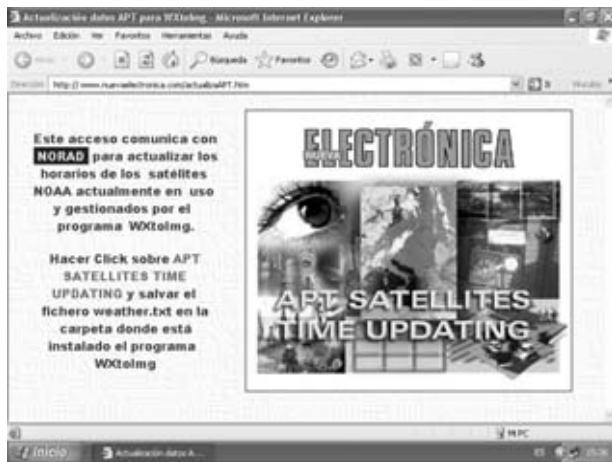 Actualización datos APT para WXtoImg - Microsoft Internet Explorer
Archivo Edición Ver Favoritos Herramientas Ayuda
Búsqueda Favoritos
Dirección http://www.nuevaelectronica.com/actualizaAPT.htm
Este acceso comunica con
NORAD para actualizar los
horarios de los satélites
NOAA actualmente en uso
y gestionados por el
programa WXtoImg.
Hacer Click sobre APT
SATELLITES TIME
UPDATING y salvar el
fichero weather.txt en la
carpeta donde está
instalado el programa
WXtoImg
NUEVA
ELECTRÓNICA
APT SATELLITES
TIME UPDATING
Mi PC
Inicio
Actualización datos A...
ES